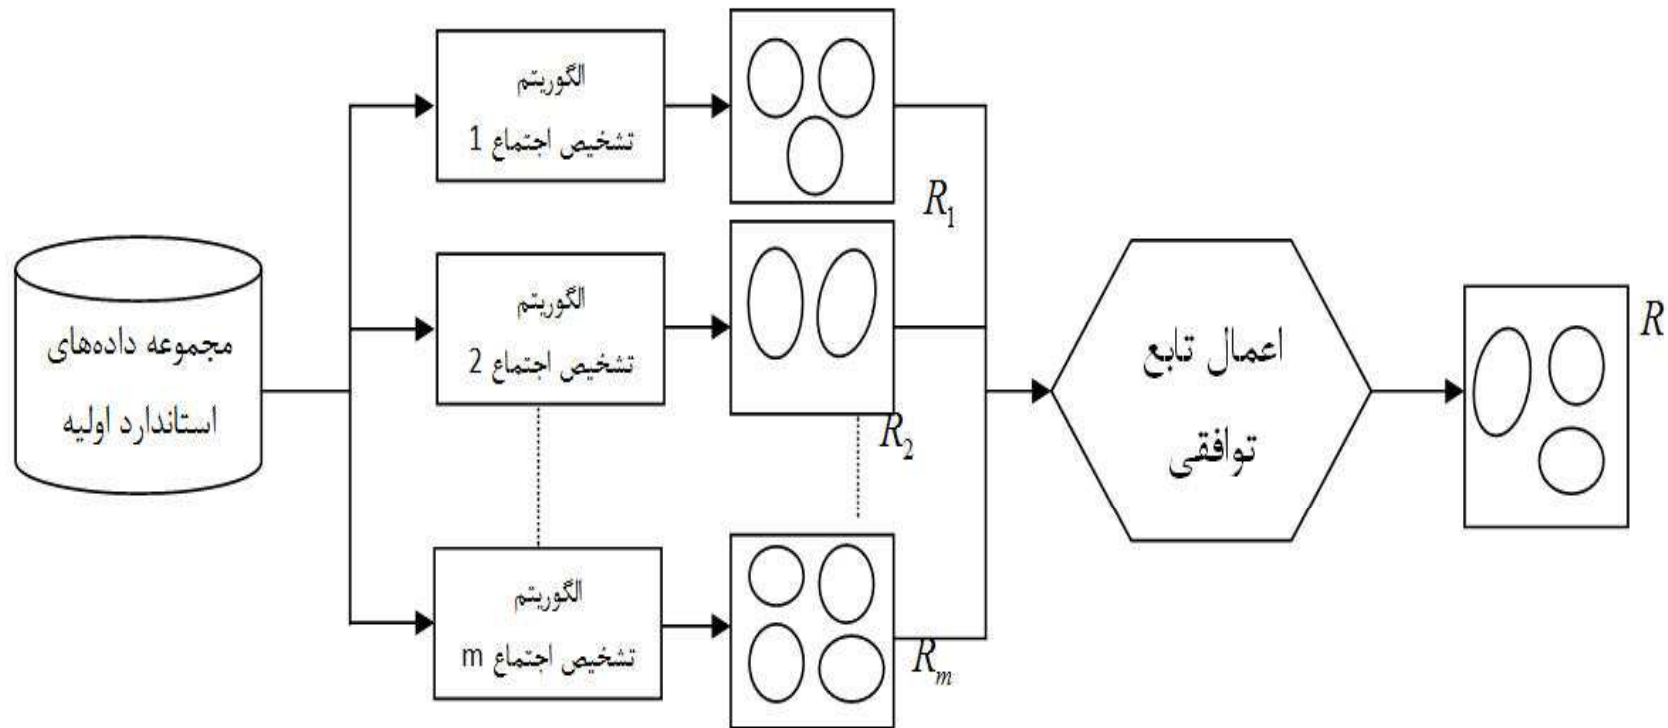 مجموعه داده‌های
استاندارد اولیه
الگوریتم
تشخیص اجتماع 1
R₁
الگوریتم
تشخیص اجتماع 2
R₂
الگوریتم
تشخیص اجتماع m
Rₘ
اعمال تابع
توافقی
R